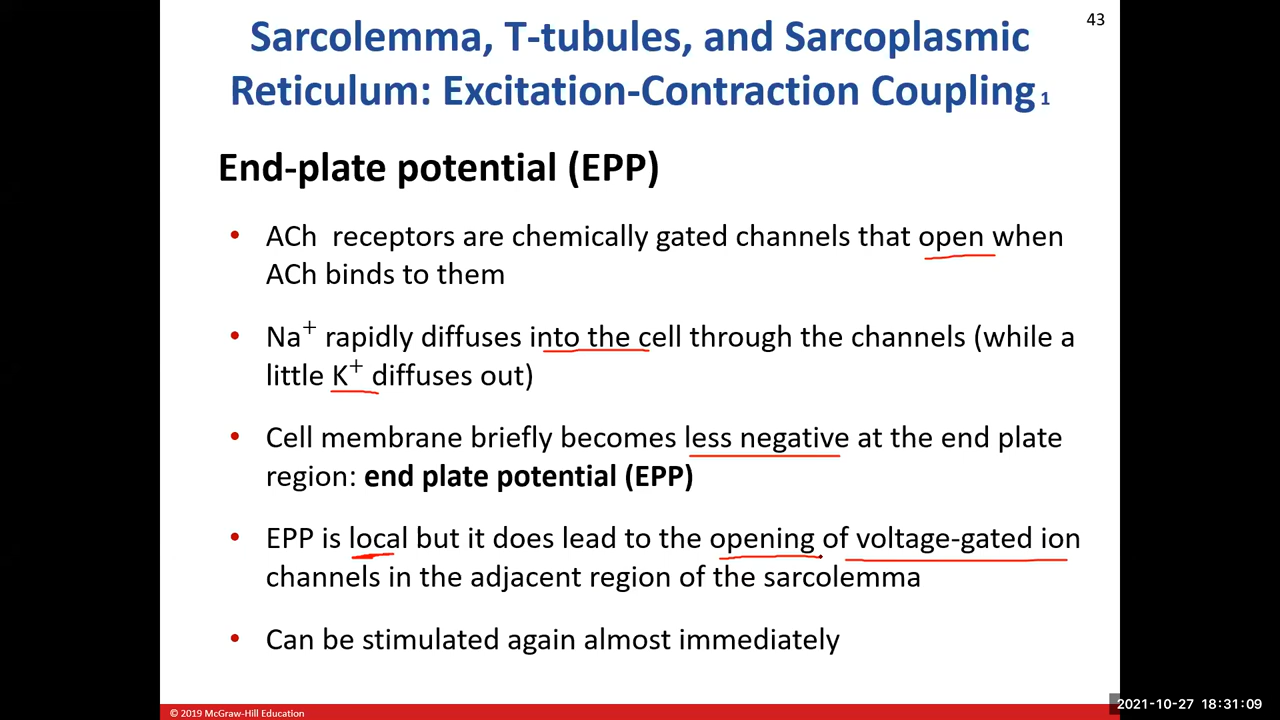 43
Sarcolemma, T-tubules, and Sarcoplasmic
Reticulum: Excitation-Contraction Coupling 1
End-plate potential (EPP)
• ACh receptors are chemically gated channels that open when
ACh binds to them
• Na⁺ rapidly diffuses into the cell through the channels (while a
little K⁺ diffuses out)
• Cell membrane briefly becomes less negative at the end plate
region: end plate potential (EPP)
• EPP is local but it does lead to the opening of voltage-gated ion
channels in the adjacent region of the sarcolemma
• Can be stimulated again almost immediately
© 2019 McGraw-Hill Education
2021-10-27 18:31:09